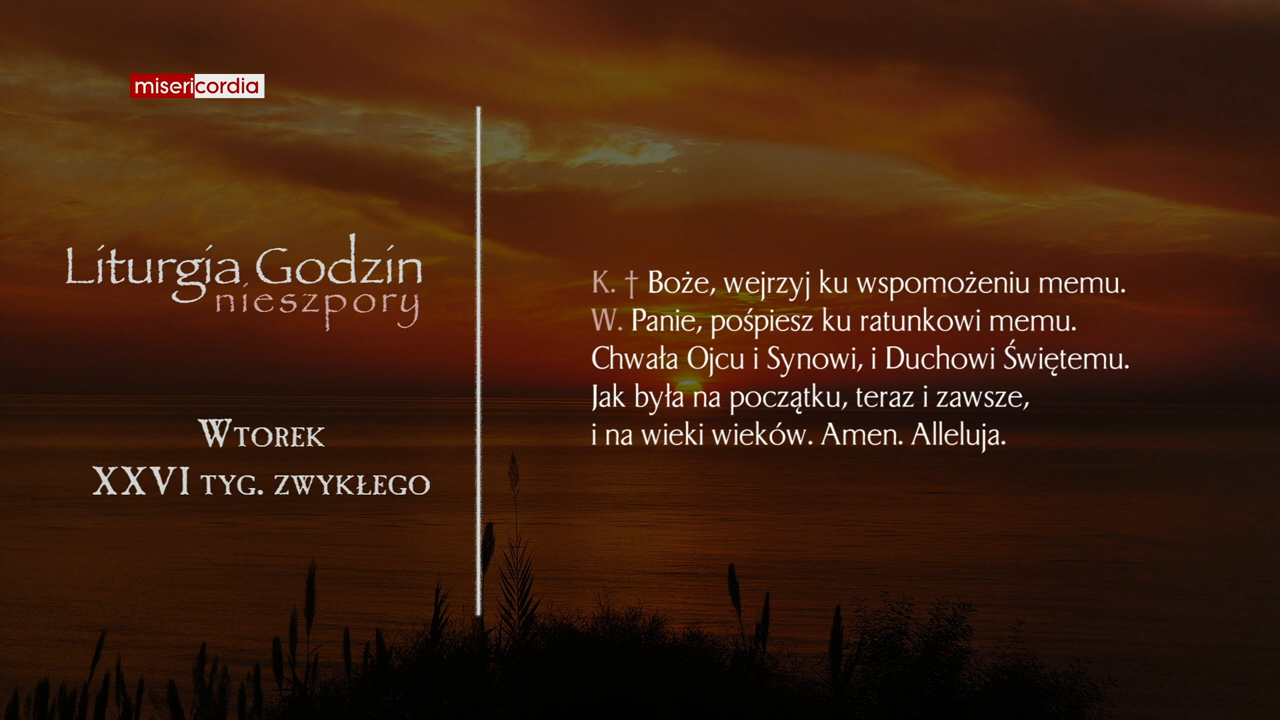 misericordia
Liturgia Godzin
nieszpory
Wtorek
XXVI tyg. zwykłego
K. † Boże, wejrzyj ku wspomożeniu memu.
W. Panie, pośpiesz ku ratunkowi memu.
Chwała Ojcu i Synowi, i Duchowi Świętemu.
Jak była na początku, teraz i zawsze,
i na wieki wieków. Amen. Alleluja.